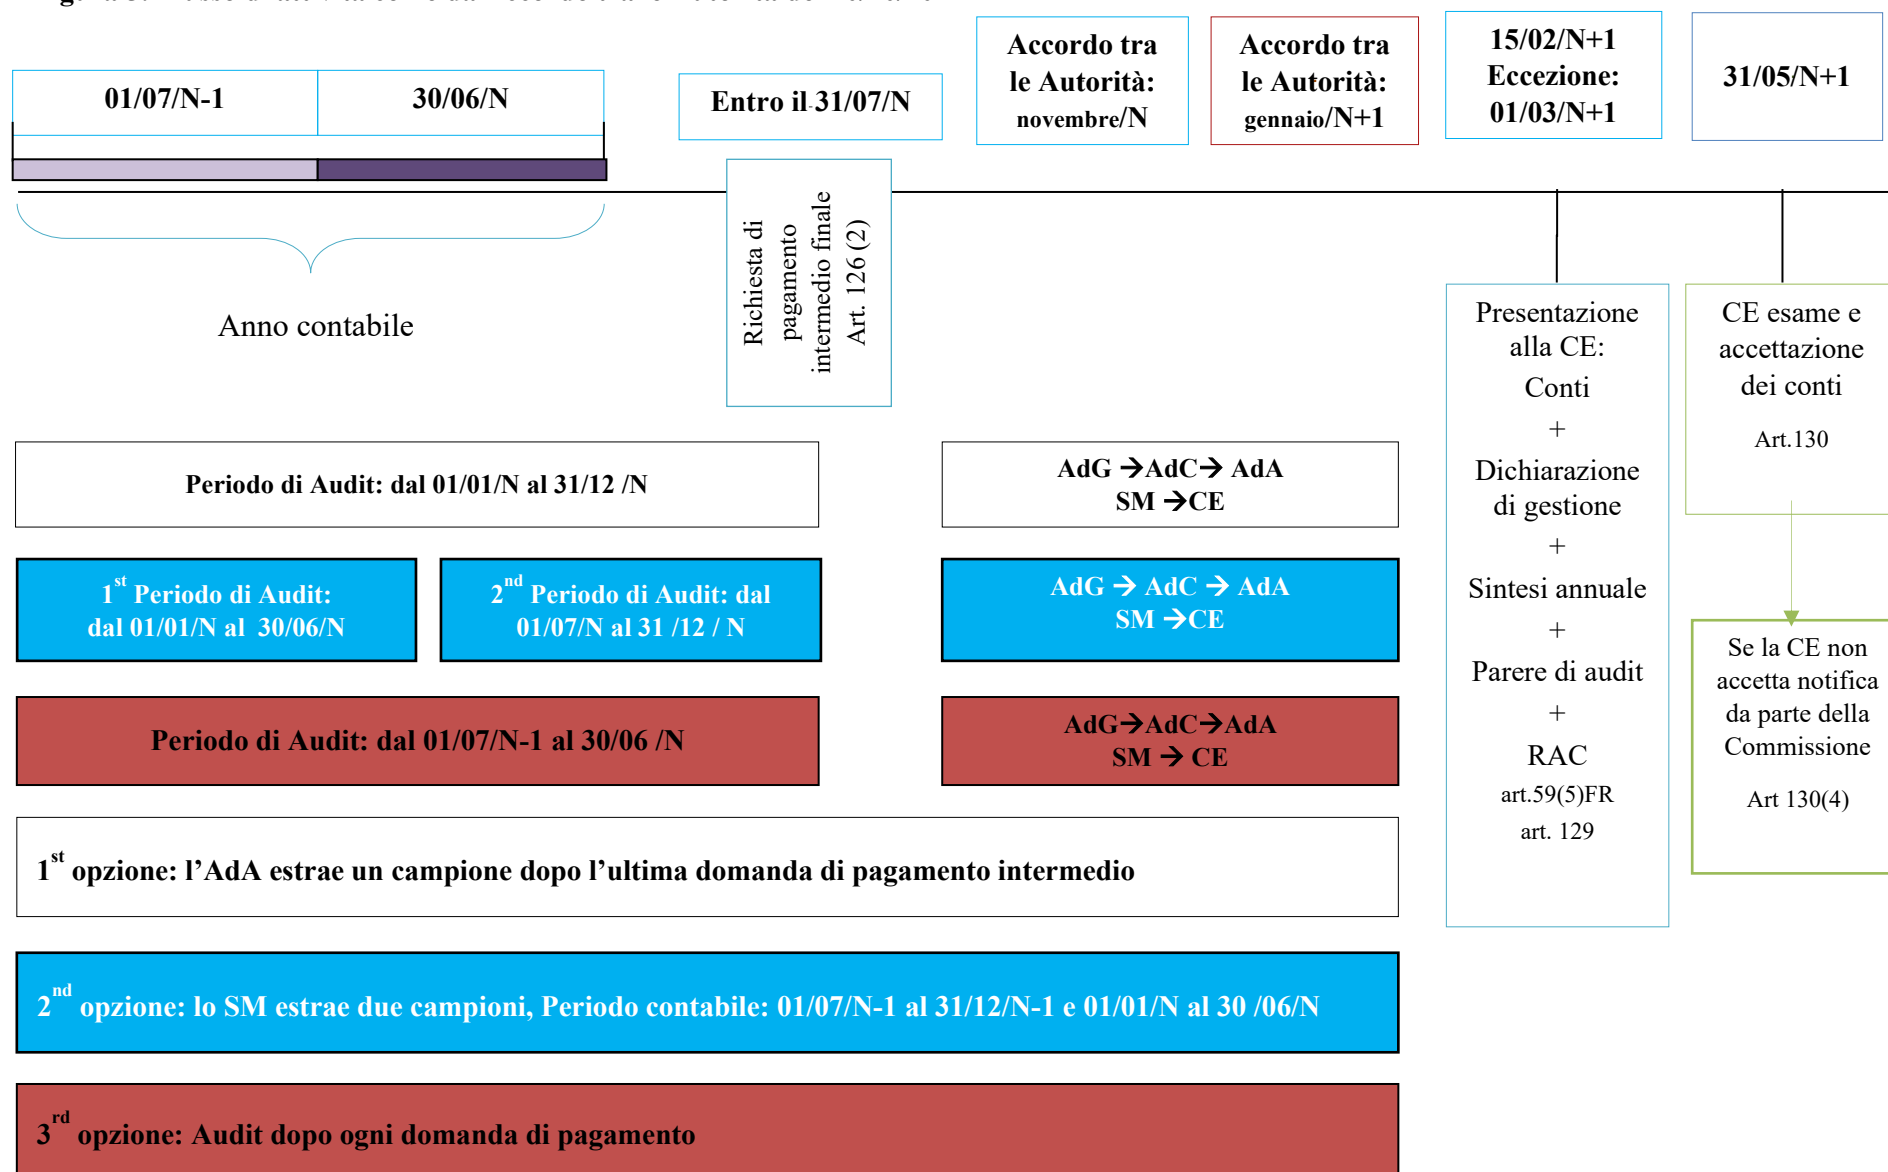 01/07/N-1
30/06/N
Entro il 31/07/N
Accordo tra
le Autorità:
novembre/N
Accordo tra
le Autorità:
gennaio/N+1
15/02/N+1
Eccezione:
01/03/N+1
31/05/N+1
Anno contabile
Richiesta di
pagamento
intermedio finale
Art. 126 (2)
Presentazione
alla CE:
Conti
+
Dichiarazione
di gestione
+
Sintesi annuale
+
Parere di audit
+
RAC
art.59(5)FR
art. 129
CE esame e
accettazione
dei conti
Art.130
Se la CE non
accetta notifica
da parte della
Commissione
Art 130(4)
Periodo di Audit: dal 01/01/N al 31/12 /N
AdG →AdC→ AdA
SM →CE
1st Periodo di Audit:
dal 01/01/N al 30/06/N
2nd Periodo di Audit: dal
01/07/N al 31 /12 / N
AdG → AdC → AdA
SM →CE
Periodo di Audit: dal 01/07/N-1 al 30/06 /N
AdG→AdC→AdA
SM → CE
1st opzione: l’AdA estrae un campione dopo l’ultima domanda di pagamento intermedio
2nd opzione: lo SM estrae due campioni, Periodo contabile: 01/07/N-1 al 31/12/N-1 e 01/01/N al 30 /06/N
3rd opzione: Audit dopo ogni domanda di pagamento